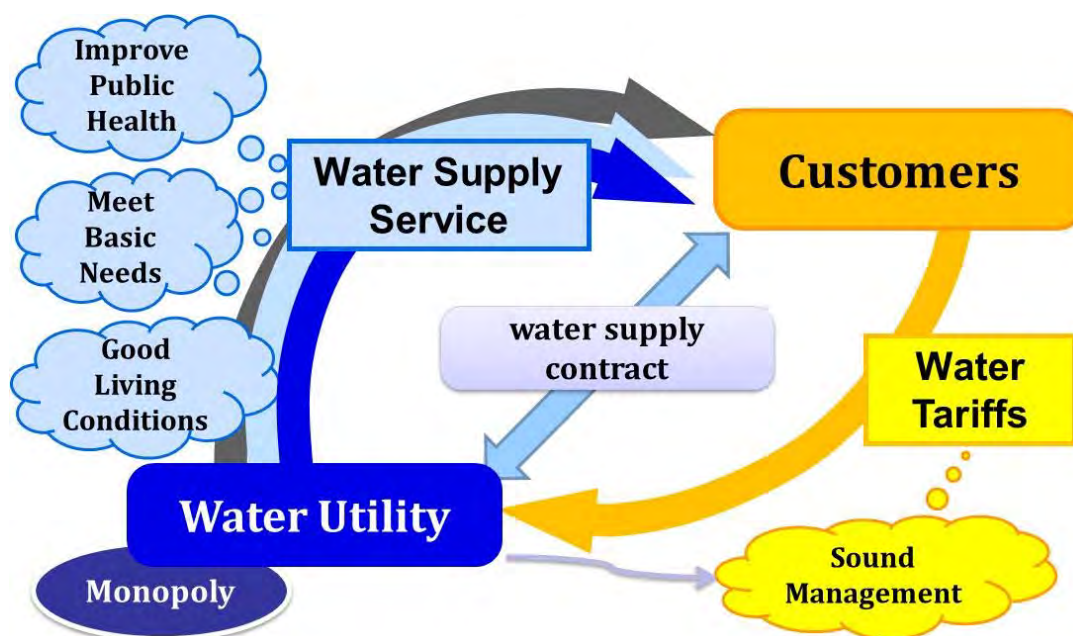 Improve
Public
Health
Meet
Basic
Needs
Good
Living
Conditions
Water Supply
Service
Customers
water supply
contract
Water
Tariffs
Water Utility
Monopoly
Sound
Management